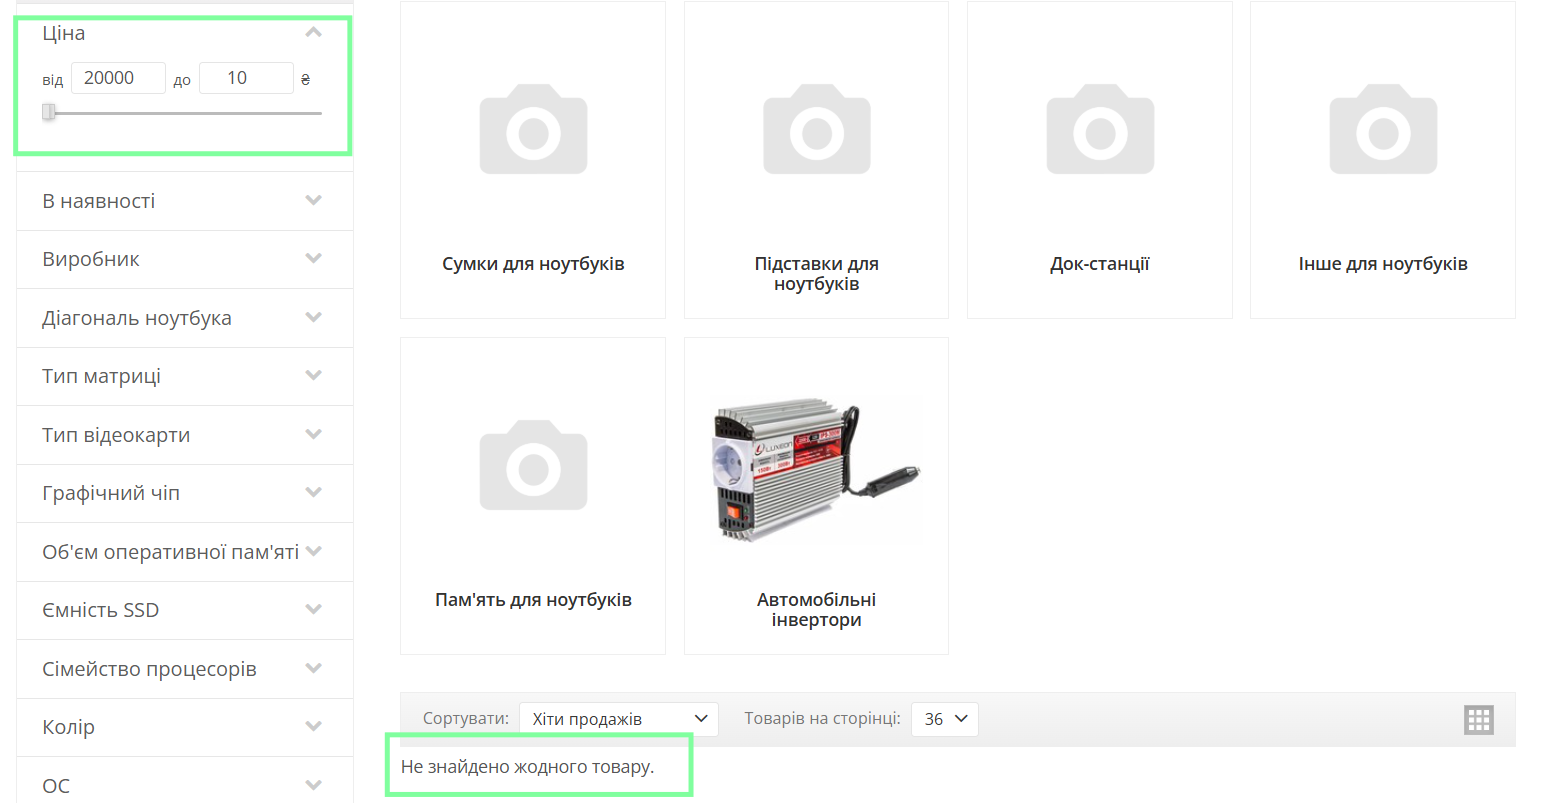 Ціна
від 20000 до 10 ₴
В наявності
Виробник
Діагональ ноутбука
Тип матриці
Тип відеокарти
Графічний чіп
Об'єм оперативної пам'яті
Ємність SSD
Сімейство процесорів
Колір
ОС
Сумки для ноутбуків
Підставки для
ноутбуків
Док-станції
Інше для ноутбуків
LUXEON
Пам'ять для ноутбуків
Автомобільні
інвертори
Сортувати: Хіти продажів Товарів на сторінці: 36
Не знайдено жодного товару.